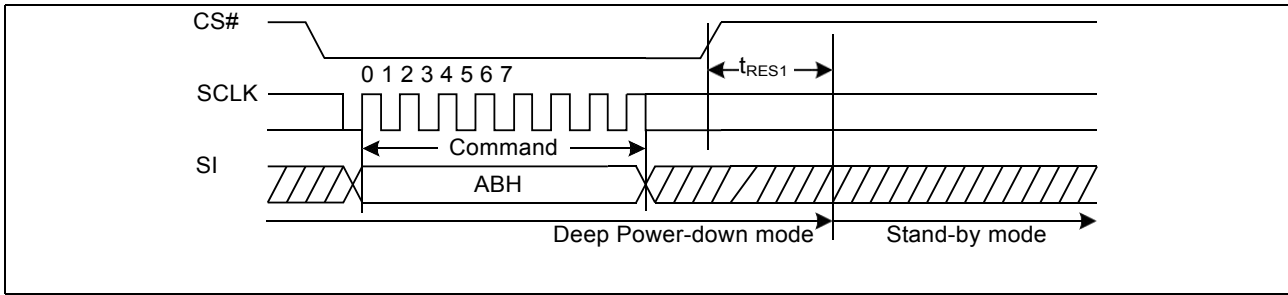 CS#
tRES1
0 1 2 3 4 5 6 7
SCLK
Command
SI
ABH
Deep Power-down mode
Stand-by mode